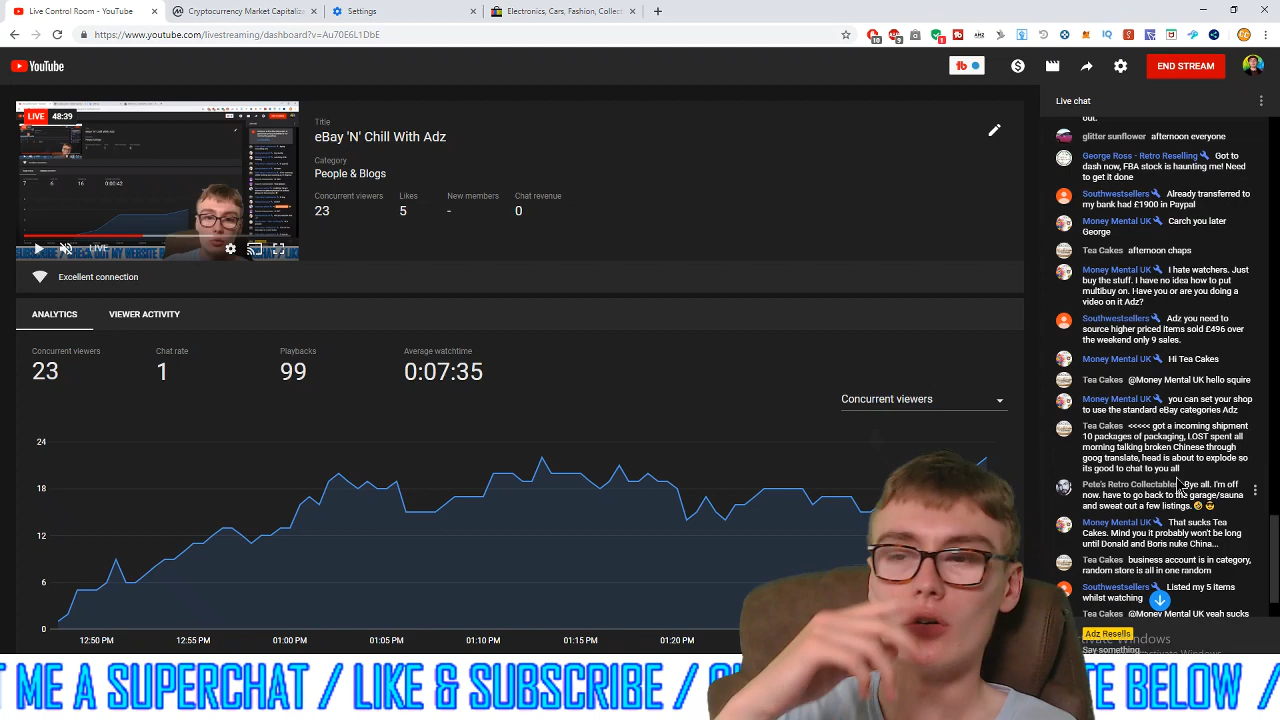 Live Control Room - YouTube
Cryptocurrency Market Capitaliz
Settings
Electronics, Cars, Fashion, Collect
https://www.youtube.com/livestreaming/dashboard?v=Au70E6L1DbE
YouTube
END STREAM
LIVE 48:39
Title
eBay 'N' Chill With Adz
Category
People & Blogs
Concurrent viewers Likes New members Chat revenue
23 5 - 0
LIVE
Excellent connection
ANALYTICS VIEWER ACTIVITY
Concurrent viewers Chat rate Playbacks Average watchtime
23 1 99 0:07:35
Concurrent viewers
24
18
12
6
0
12:50 PM 12:55 PM 01:00 PM 01:05 PM 01:10 PM 01:15 PM 01:20 PM
Live chat
out.
glitter sunflower afternoon everyone
George Ross - Retro Reselling Got to
dash now, FBA stock is haunting me! Need
to get it done
Southwestsellers Already transferred to
my bank had £1900 in Paypal
Money Mental UK Carch you later
George
Tea Cakes afternoon chaps
Money Mental UK I hate watchers. Just
buy the stuff. I have no idea how to put
multibuy on. Have you or are you doing a
video on it Adz?
Southwestsellers Adz you need to
source higher priced items sold £496 over
the weekend only 9 sales.
Money Mental UK Hi Tea Cakes
Tea Cakes @Money Mental UK hello squire
Money Mental UK you can set your shop
to use the standard eBay categories Adz
Tea Cakes <<<<< got a incoming shipment
10 packages of packaging, LOST spent all
morning talking broken Chinese through
goog translate, head is about to explode so
its good to chat to you all
Pete's Retro Collectables Bye all. I'm off
now. have to go back to the garage/sauna
and sweat out a few listings.
Money Mental UK That sucks Tea
Cakes. Mind you it probably won't be long
until Donald and Boris nuke China...
Tea Cakes business account is in category,
random store is all in one random
Southwestsellers Listed my 5 items
whilst watching
Tea Cakes @Money Mental UK yeah sucks
Adz Resells
Activate Windows
Say something
ME A SUPERCHAT / LIKE & SUBSCRIBE / TE BELOW /